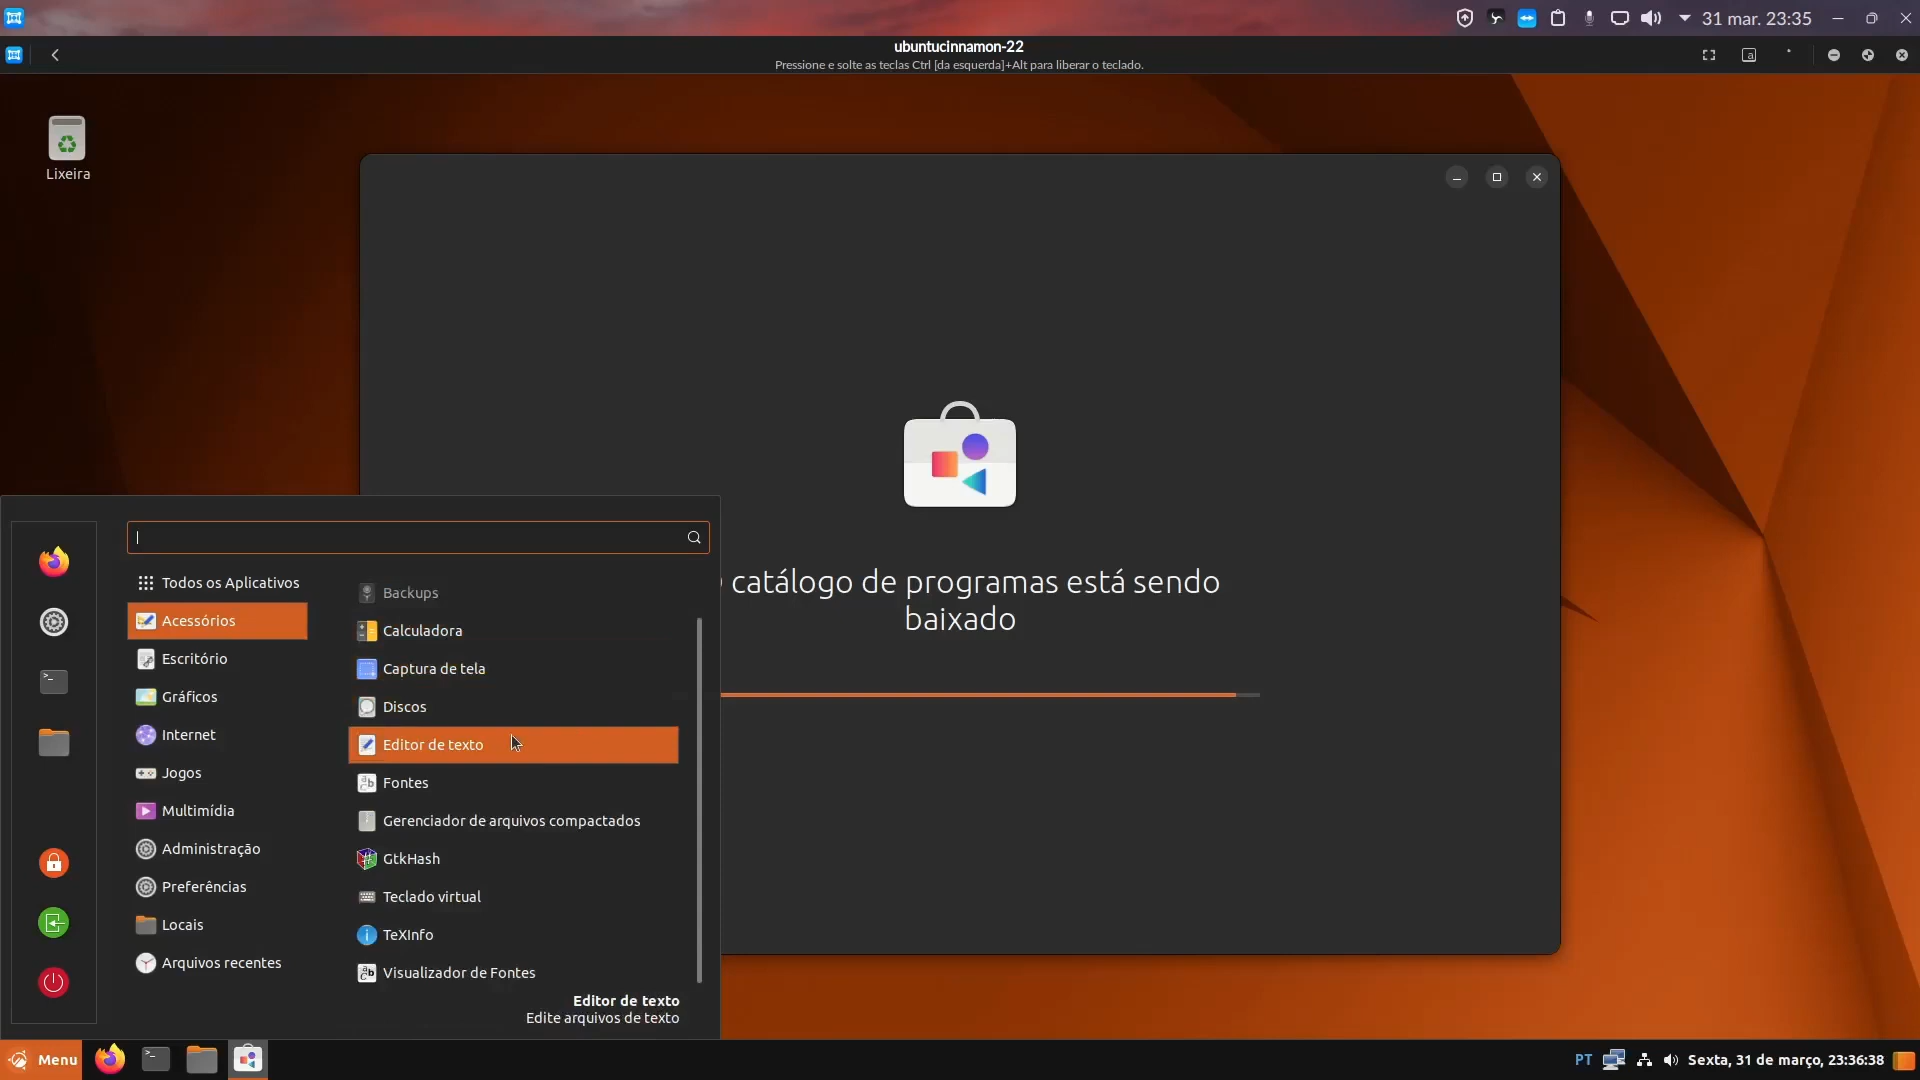 31 mar. 23:35
ubuntucinnamon-22
Pressione e solte as teclas Ctrl [da esquerda]+Alt para liberar o teclado.
Lixeira
catálogo de programas está sendo
baixado
Todos os Aplicativos
Acessórios
Escritório
Gráficos
Internet
Jogos
Multimídia
Administração
Preferências
Locais
Arquivos recentes
Backups
Calculadora
Captura de tela
Discos
Editor de texto
Fontes
Gerenciador de arquivos compactados
GtkHash
Teclado virtual
TeXInfo
Visualizador de Fontes
Editor de texto
Edite arquivos de texto
Menu
PT
Sexta, 31 de março, 23:36:38